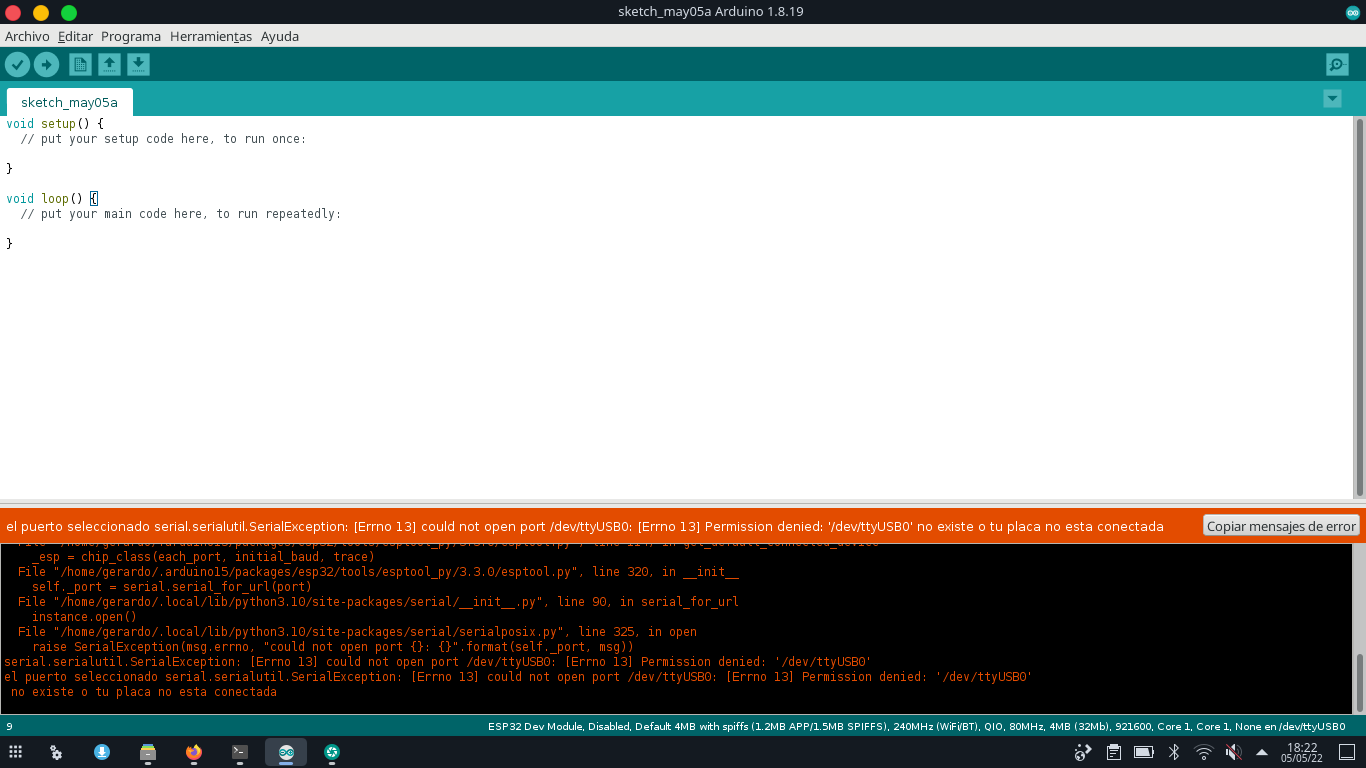 sketch_may05a Arduino 1.8.19
Archivo Editar Programa Herramientas Ayuda
sketch_may05a
void setup() {
// put your setup code here, to run once:
}
void loop() {
// put your main code here, to run repeatedly:
}
el puerto seleccionado serial.serialutil.SerialException: [Errno 13] could not open port /dev/ttyUSB0: [Errno 13] Permission denied: '/dev/ttyUSB0' no existe o tu placa no esta conectada
Copiar mensajes de error
_esp = chip_class(each_port, initial_baud, trace)
File "/home/gerardo/.arduino15/packages/esp32/tools/esptool_py/3.3.0/esptool.py", line 320, in __init__
self._port = serial.serial_for_url(port)
File "/home/gerardo/.local/lib/python3.10/site-packages/serial/__init__.py", line 90, in serial_for_url
instance.open()
File "/home/gerardo/.local/lib/python3.10/site-packages/serial/serialposix.py", line 325, in open
raise SerialException(msg.errno, "could not open port {}: {}".format(self._port, msg))
serial.serialutil.SerialException: [Errno 13] could not open port /dev/ttyUSB0: [Errno 13] Permission denied: '/dev/ttyUSB0'
el puerto seleccionado serial.serialutil.SerialException: [Errno 13] could not open port /dev/ttyUSB0: [Errno 13] Permission denied: '/dev/ttyUSB0'
no existe o tu placa no esta conectada
9
ESP32 Dev Module, Disabled, Default 4MB with spiffs (1.2MB APP/1.5MB SPIFFS), 240MHz (WiFi/BT), QIO, 80MHz, 4MB (32Mb), 921600, Core 1, Core 1, None en /dev/ttyUSB0
18:22
05/05/22